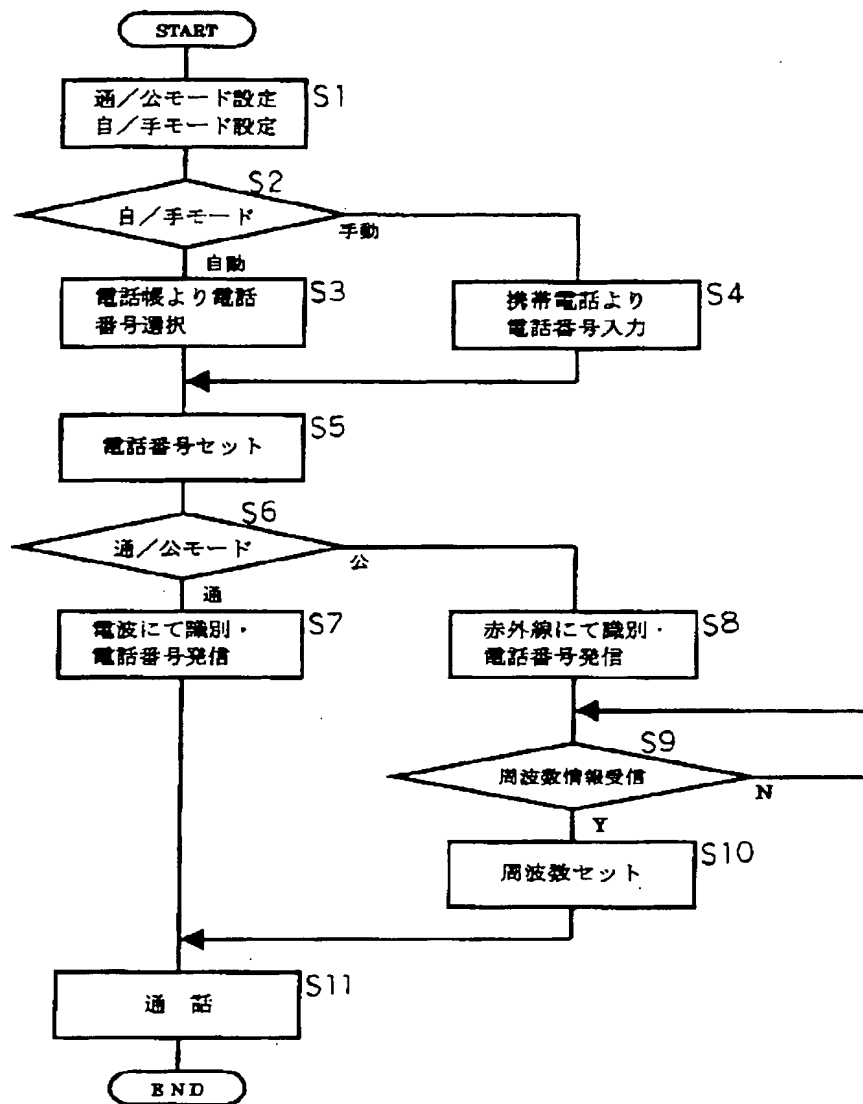 START
通／公モード設定
自／手モード設定
S1
S2
自／手モード
手動
自動
電話帳より電話
番号選択
S3
携帯電話より
電話番号入力
S4
電話番号セット
S5
S6
通／公モード
公
通
電波にて識別・
電話番号発信
S7
赤外線にて識別・
電話番号発信
S8
S9
周波数情報受信
N
Y
周波数セット
S10
通 話
S11
END